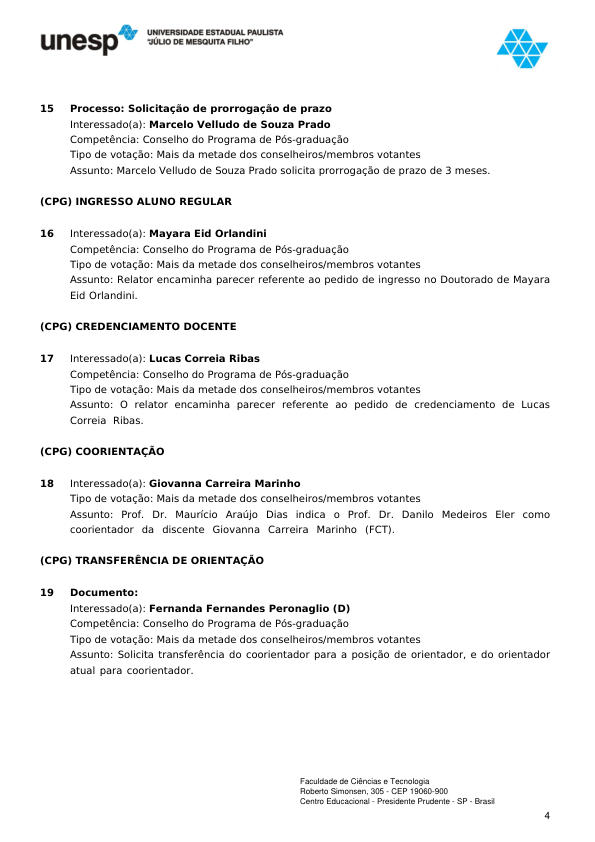 unesp
UNIVERSIDADE ESTADUAL PAULISTA
"JÚLIO DE MESQUITA FILHO"
15 Processo: Solicitação de prorrogação de prazo
Interessado(a): Marcelo Velludo de Souza Prado
Competência: Conselho do Programa de Pós-graduação
Tipo de votação: Mais da metade dos conselheiros/membros votantes
Assunto: Marcelo Velludo de Souza Prado solicita prorrogação de prazo de 3 meses.
(CPG) INGRESSO ALUNO REGULAR
16 Interessado(a): Mayara Eid Orlandini
Competência: Conselho do Programa de Pós-graduação
Tipo de votação: Mais da metade dos conselheiros/membros votantes
Assunto: Relator encaminha parecer referente ao pedido de ingresso no Doutorado de Mayara
Eid Orlandini.
(CPG) CREDENCIAMENTO DOCENTE
17 Interessado(a): Lucas Correia Ribas
Competência: Conselho do Programa de Pós-graduação
Tipo de votação: Mais da metade dos conselheiros/membros votantes
Assunto: O relator encaminha parecer referente ao pedido de credenciamento de Lucas
Correia Ribas.
(CPG) COORIENTAÇÃO
18 Interessado(a): Giovanna Carreira Marinho
Tipo de votação: Mais da metade dos conselheiros/membros votantes
Assunto: Prof. Dr. Maurício Araújo Dias indica o Prof. Dr. Danilo Medeiros Eler como
coorientador da discente Giovanna Carreira Marinho (FCT).
(CPG) TRANSFERÊNCIA DE ORIENTAÇÃO
19 Documento:
Interessado(a): Fernanda Fernandes Peronaglio (D)
Competência: Conselho do Programa de Pós-graduação
Tipo de votação: Mais da metade dos conselheiros/membros votantes
Assunto: Solicita transferência do coorientador para a posição de orientador, e do orientador
atual para coorientador.
Faculdade de Ciências e Tecnologia
Roberto Simonsen, 305 - CEP 19060-900
Centro Educacional - Presidente Prudente - SP - Brasil
4